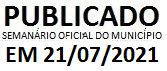 PUBLICADO
SEMANÁRIO OFICIAL DO MUNICÍPIO
EM 21/07/2021